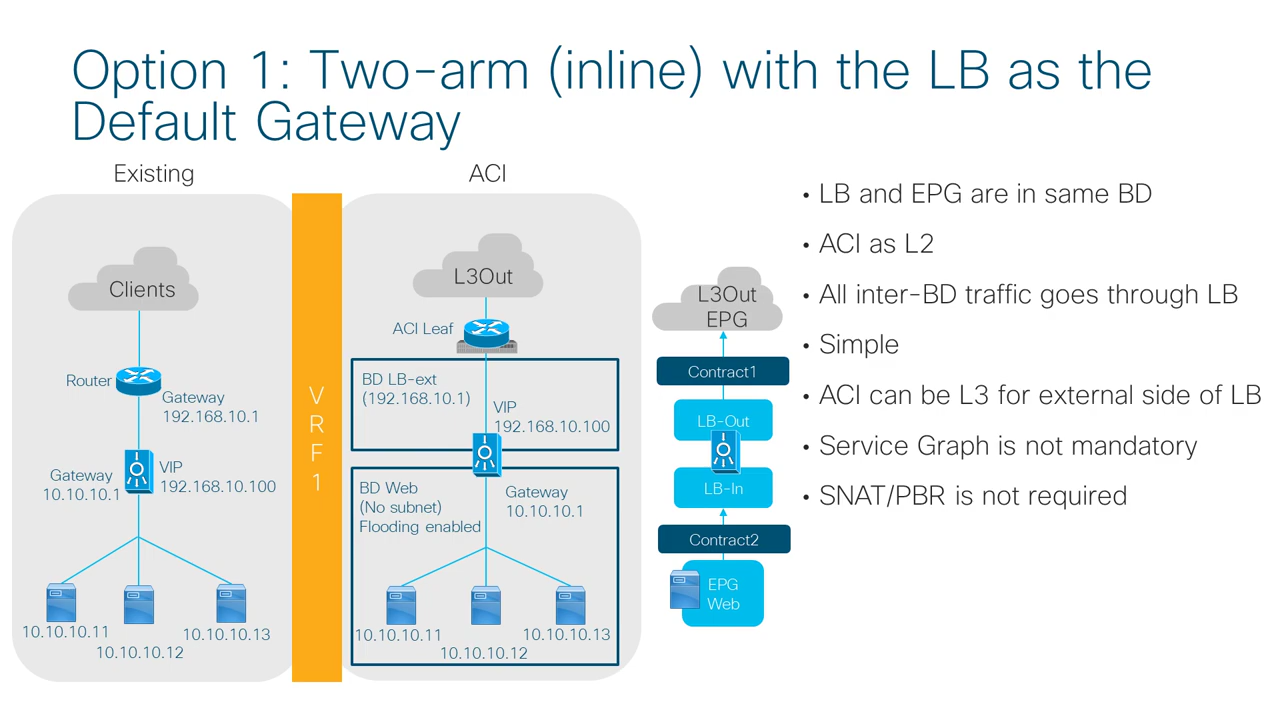 Option 1: Two-arm (inline) with the LB as the
Default Gateway
Existing
Clients
Router
Gateway
192.168.10.1
Gateway
10.10.10.1
VIP
192.168.10.100
10.10.10.11
10.10.10.12
10.10.10.13
V
R
F
1
ACI
L3Out
ACI Leaf
BD LB-ext
(192.168.10.1)
VIP
192.168.10.100
BD Web
(No subnet)
Flooding enabled
Gateway
10.10.10.1
10.10.10.11
10.10.10.12
10.10.10.13
L3Out
EPG
Contract1
LB-Out
LB-In
Contract2
EPG
Web
• LB and EPG are in same BD
• ACI as L2
• All inter-BD traffic goes through LB
• Simple
• ACI can be L3 for external side of LB
• Service Graph is not mandatory
• SNAT/PBR is not required